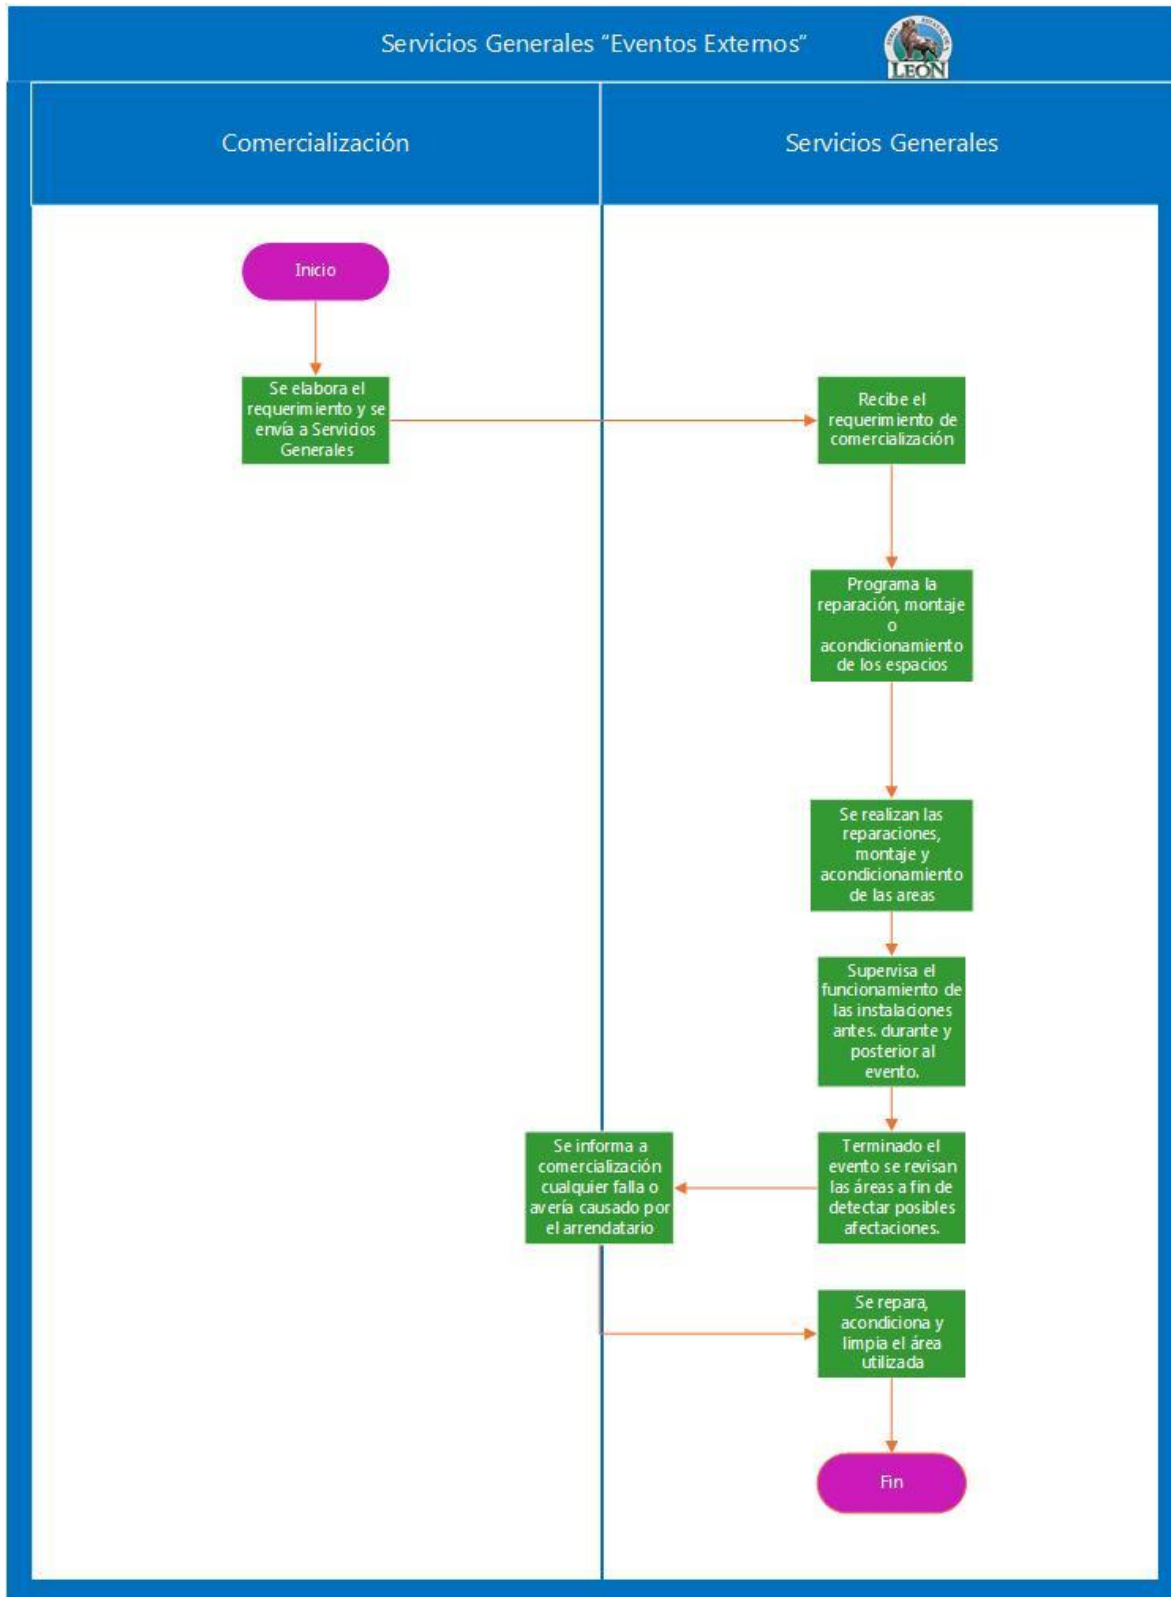 Servicios Generales "Eventos Externos"
LEÓN
Comercialización
Servicios Generales
Inicio
Se elabora el
requerimiento y se
envía a Servicios
Generales
Recibe el
requerimiento de
comercialización
Programa la
reparación, montaje
o
acondicionamiento
de los espacios
Se realizan las
reparaciones,
montaje y
acondicionamiento
de las areas
Supervisa el
funcionamiento de
las instalaciones
antes. durante y
posterior al
evento.
Terminado el
evento se revisan
las áreas a fin de
detectar posibles
afectaciones.
Se informa a
comercialización
cualquier falla o
avería causado por
el arrendatario
Se repara,
acondiciona y
limpia el área
utilizada
Fin